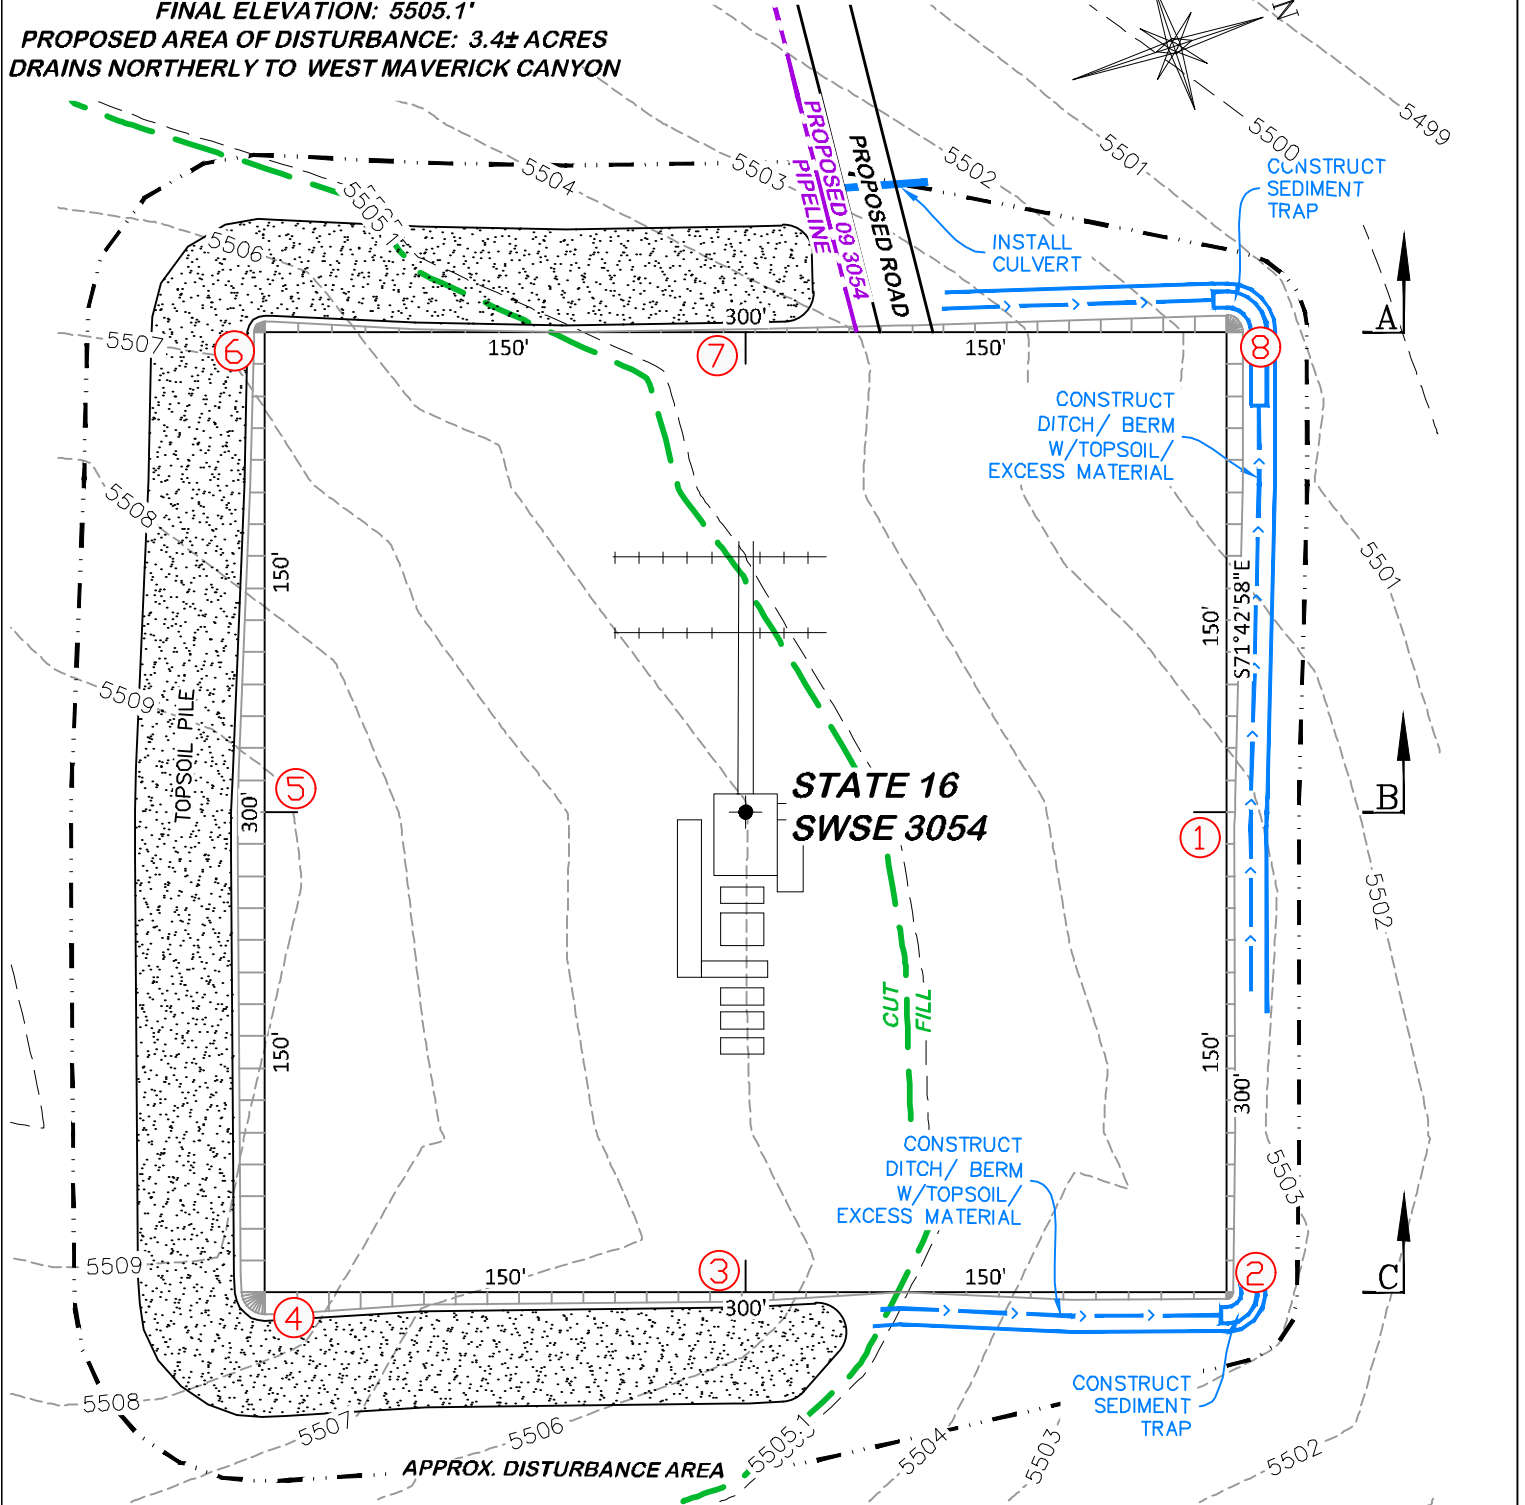 FINAL ELEVATION: 5505.1'
PROPOSED AREA OF DISTURBANCE: 3.4± ACRES
DRAINS NORTHERLY TO WEST MAVERICK CANYON
N
5499
5500
5501
5502
5503
5504
5505.1
5506
5507
5508
5509
PROPOSED 09 3054
PIPELINE
PROPOSED ROAD
INSTALL
CULVERT
CONSTRUCT
SEDIMENT
TRAP
A
300'
150'
150'
6
7
8
CONSTRUCT
DITCH/ BERM
W/TOPSOIL/
EXCESS MATERIAL
5501
150'
150'
S71°42'58"E
TOPSOIL PILE
5
300'
STATE 16
SWSE 3054
1
B
5502
CUT
FILL
150'
150'
300'
CONSTRUCT
DITCH/ BERM
W/TOPSOIL/
EXCESS MATERIAL
5503
5509
150'
3
150'
2
C
4
300'
5508
5507
5506
5505.1
5504
5503
5502
CONSTRUCT
SEDIMENT
TRAP
APPROX. DISTURBANCE AREA